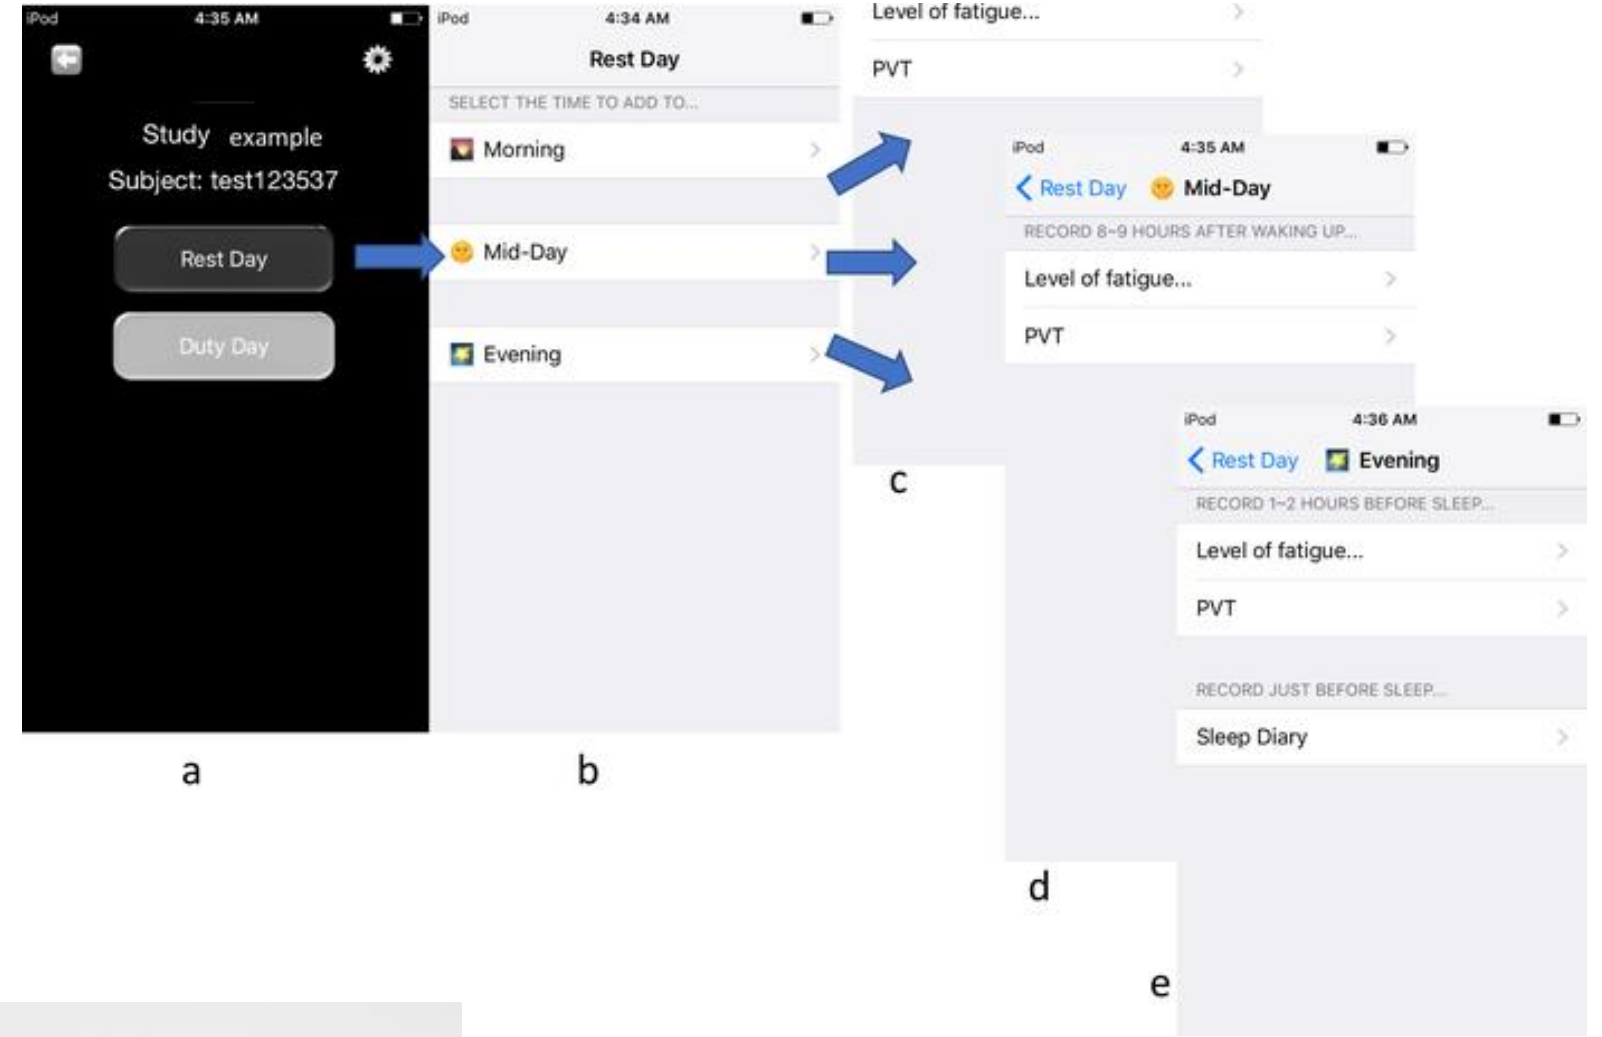 iPod 4:35 AM
Study example
Subject: test123537
Rest Day
Duty Day
a
iPod 4:34 AM
Rest Day
SELECT THE TIME TO ADD TO...
Morning
Mid-Day
Evening
b
Level of fatigue...
PVT
c
iPod 4:35 AM
Rest Day Mid-Day
RECORD 8~9 HOURS AFTER WAKING UP...
Level of fatigue...
PVT
d
iPod 4:36 AM
Rest Day Evening
RECORD 1~2 HOURS BEFORE SLEEP...
Level of fatigue...
PVT
RECORD JUST BEFORE SLEEP...
Sleep Diary
e